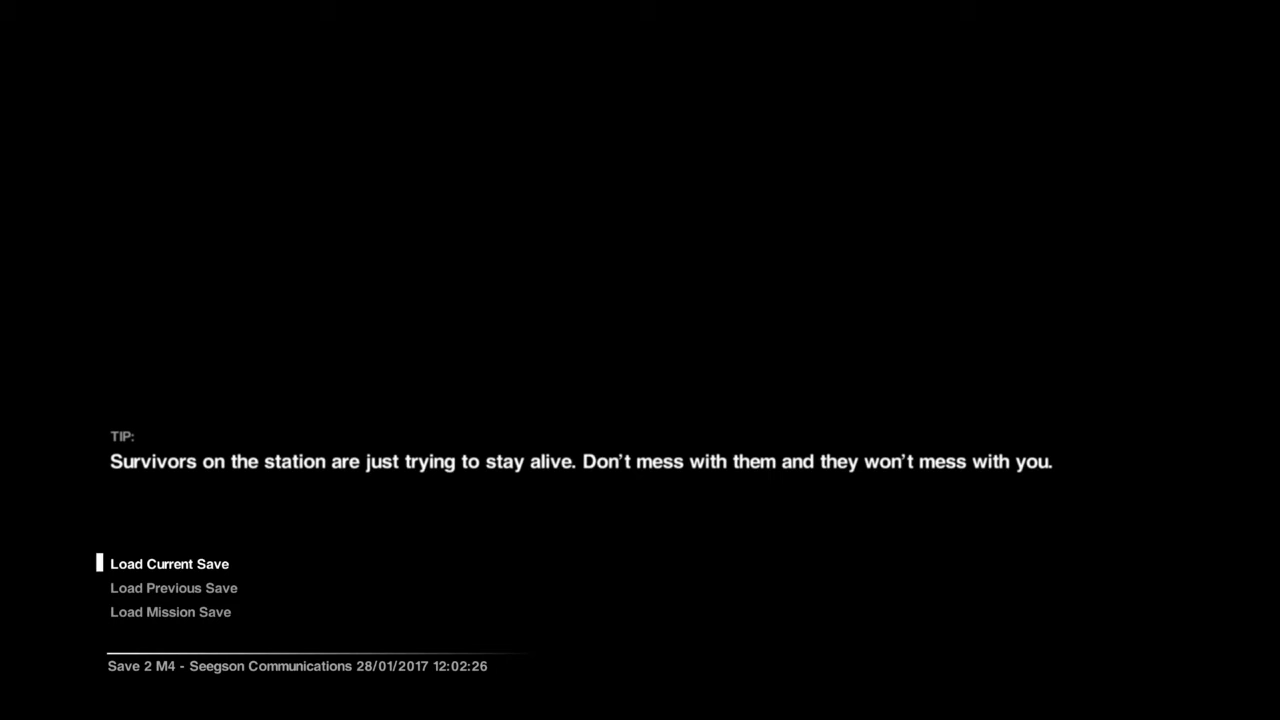 TIP:
Survivors on the station are just trying to stay alive. Don’t mess with them and they won’t mess with you.
Load Current Save
Load Previous Save
Load Mission Save
Save 2 M4 - Seegson Communications 28/01/2017 12:02:26